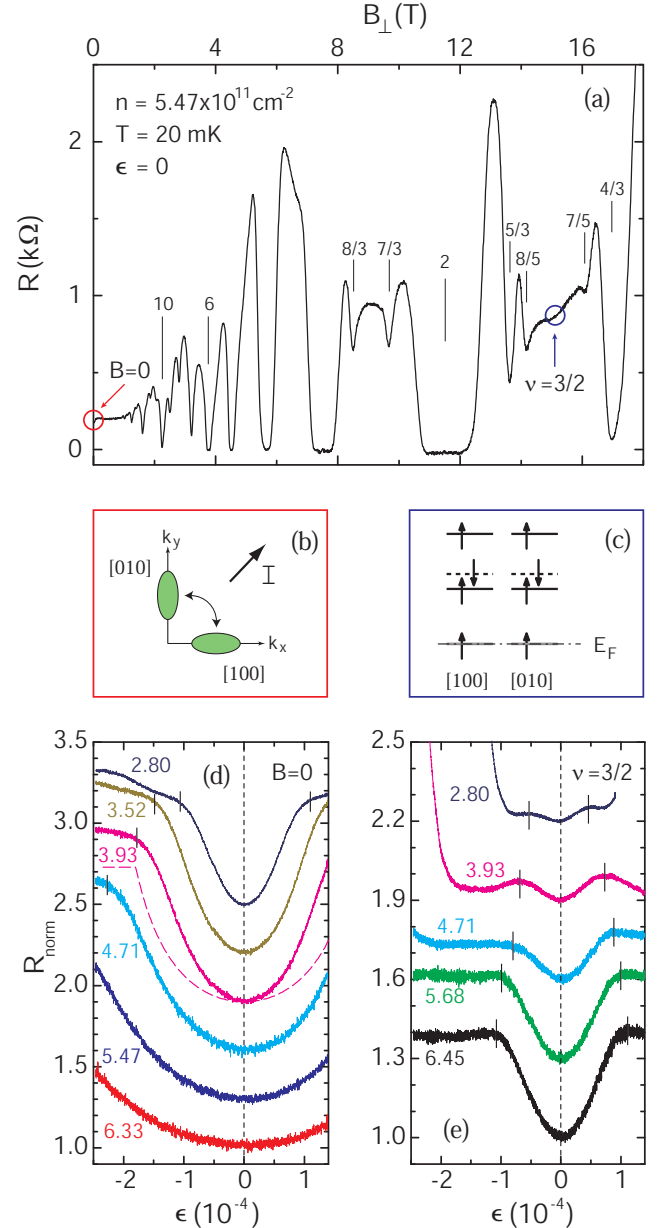 B⊥(T)
0 4 8 12 16
(a)
n = 5.47x10¹¹cm⁻²
T = 20 mK
ϵ = 0
R (kΩ)
2
1
0
B=0
10
6
8/3
7/3
2
5/3
8/5
7/5
4/3
ν =3/2
(b)
k_y
[010]
I
k_x
[100]
(c)
E_F
[100] [010]
(d)
B=0
R_norm
3.5
3.0
2.5
2.0
1.5
1.0
2.80
3.52
3.93
4.71
5.47
6.33
-2 -1 0 1
ϵ (10⁻⁴)
ν =3/2
2.5
2.2
1.9
1.6
1.3
1.0
2.80
3.93
4.71
5.68
6.45
(e)
-2 -1 0 1
ϵ (10⁻⁴)